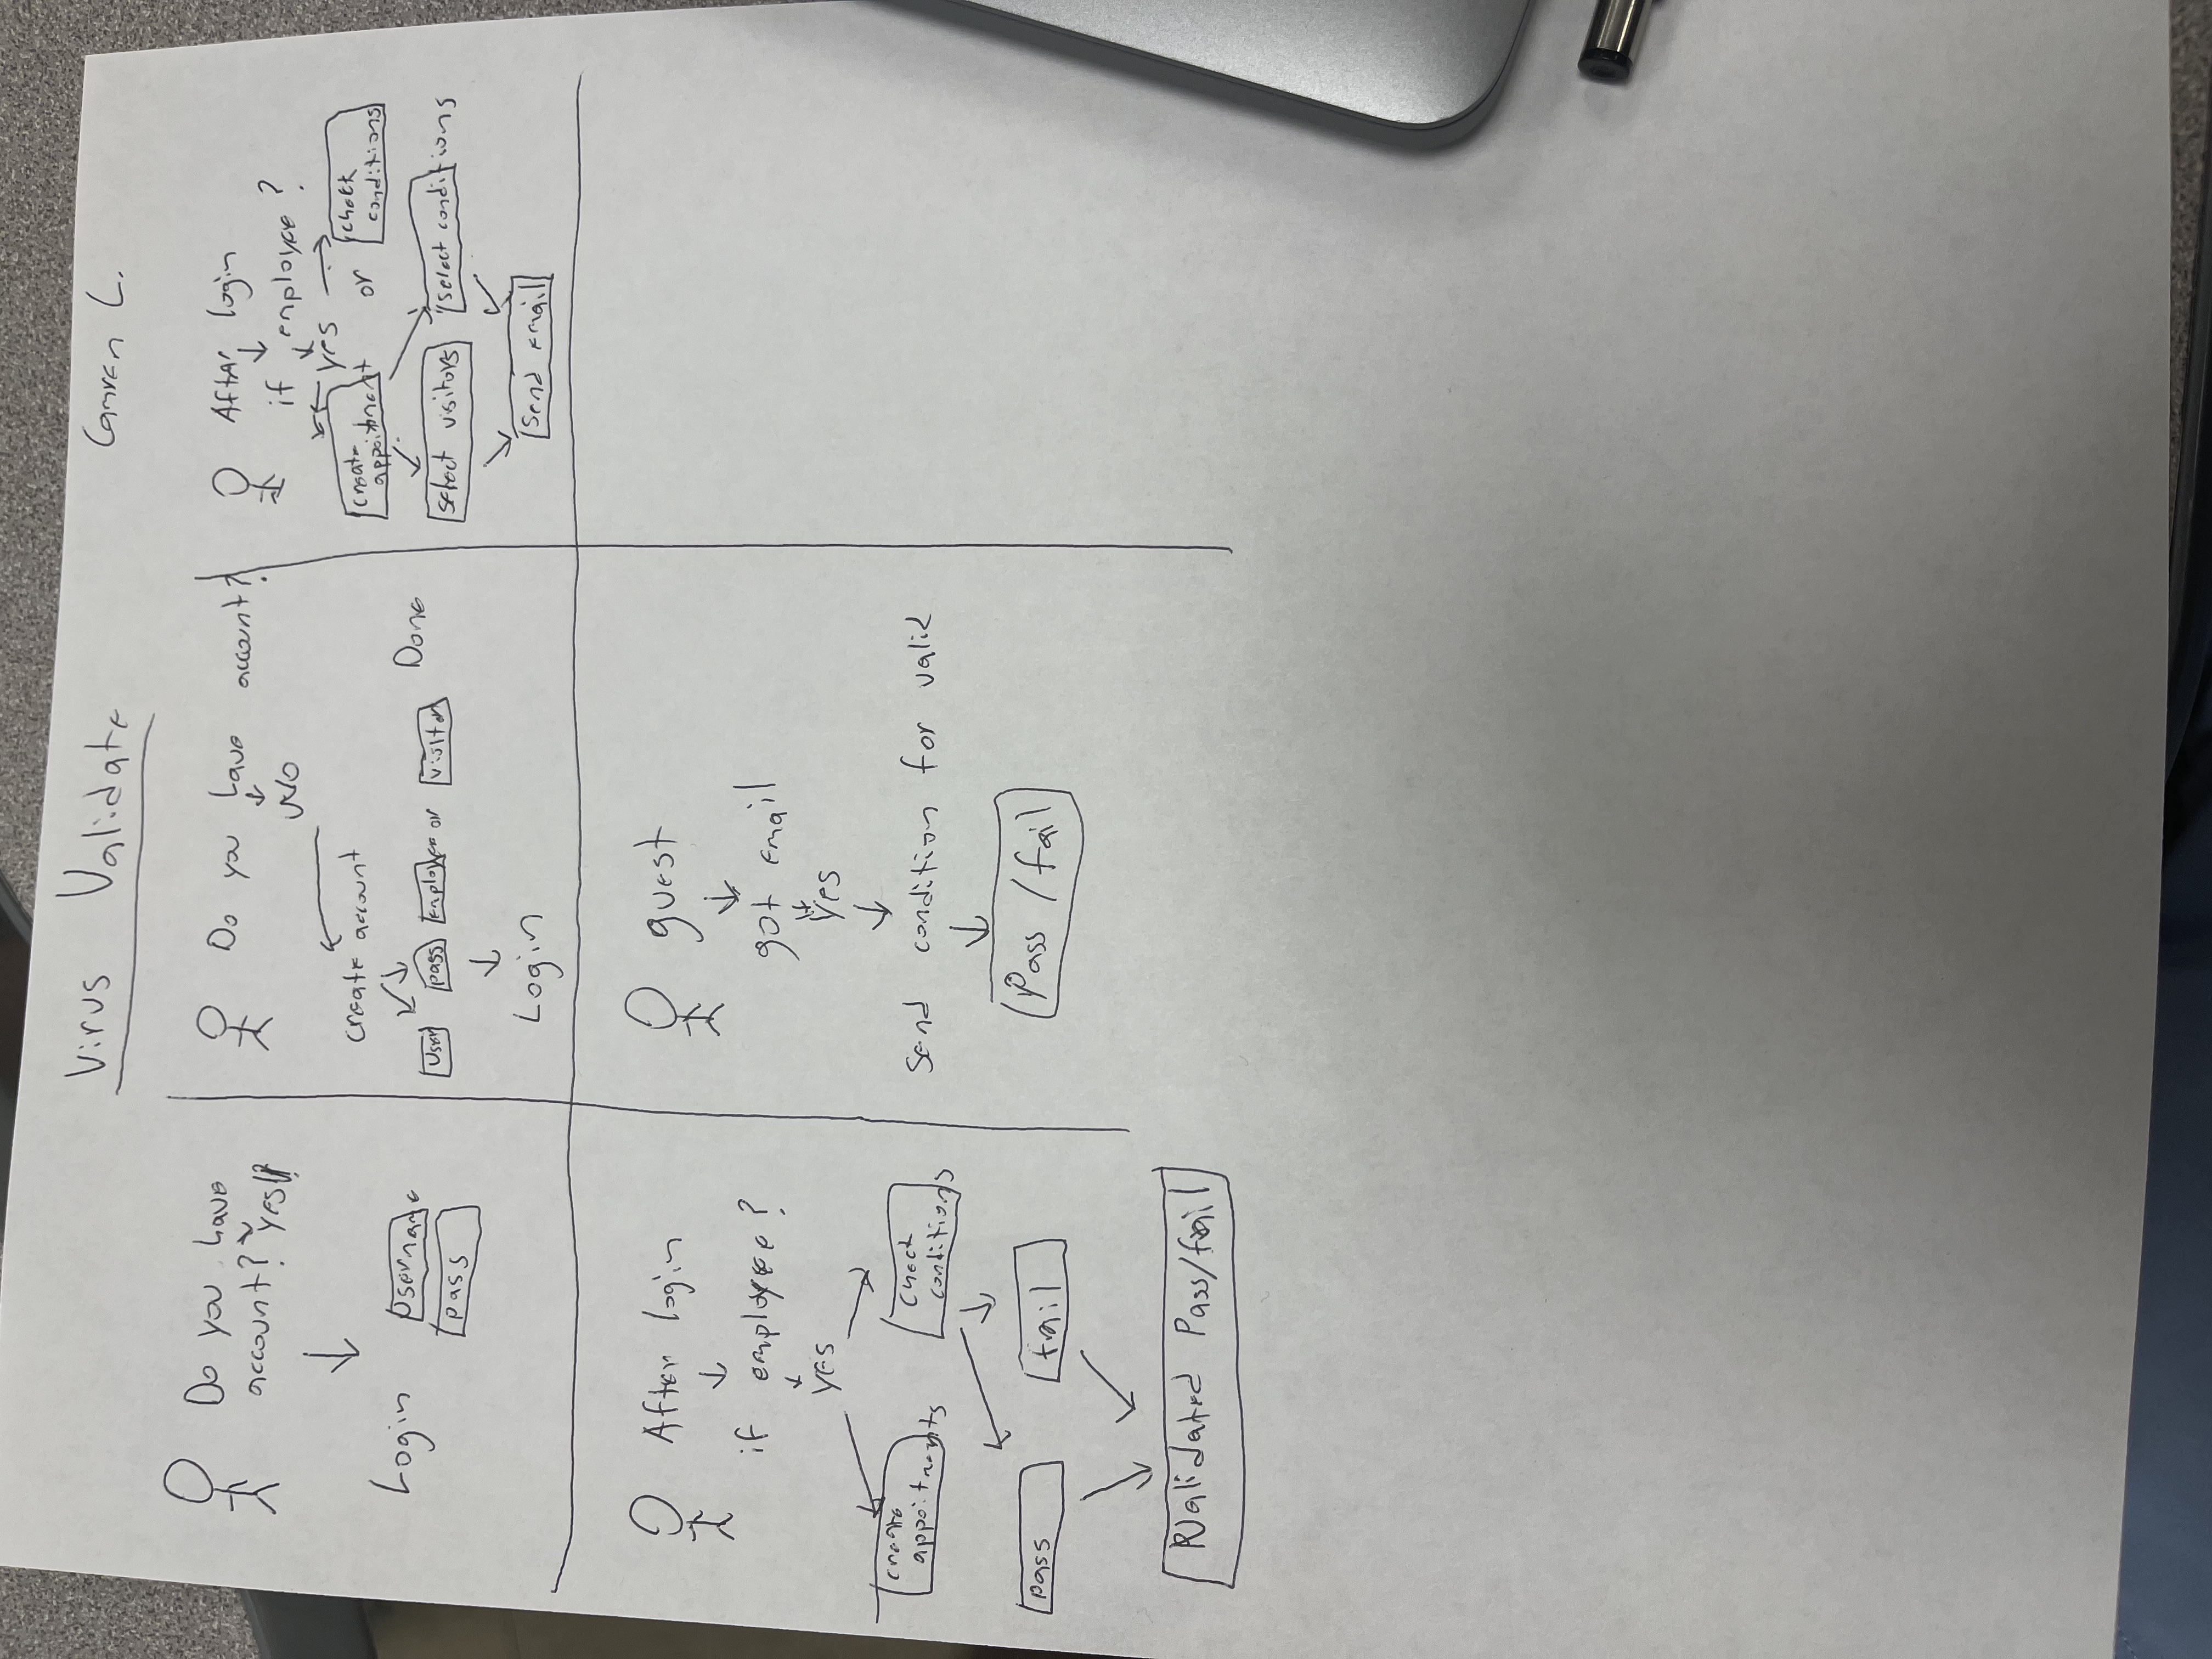 Virus Validate
Camren L.
Do you have
account? yes!!
Login
Username
pass
Do you have account?
No
create account
user pass Employee or visitor Done
Login
After login
if employee?
yes
create
appointment
or
check
conditions
select visitors
select conditions
Send email
After login
if employee?
yes
create
appoitments
check
conditions
pass
fail
Validated Pass/fail
guest
got email
Yes
Send condition for valid
Pass / fail